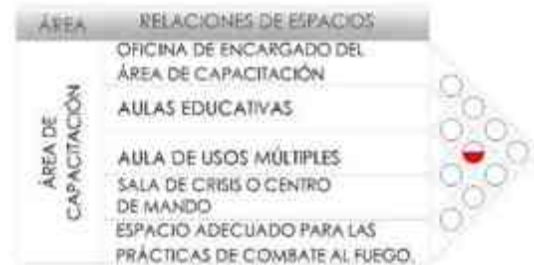 ÁREA
RELACIONES DE ESPACIOS
ÁREA DE
CAPACITACIÓN
OFICINA DE ENCARGADO DEL
ÁREA DE CAPACITACIÓN
AULAS EDUCATIVAS
AULA DE USOS MÚLTIPLES
SALA DE CRISIS O CENTRO
DE MANDO
ESPACIO ADECUADO PARA LAS
PRÁCTICAS DE COMBATE AL FUEGO.